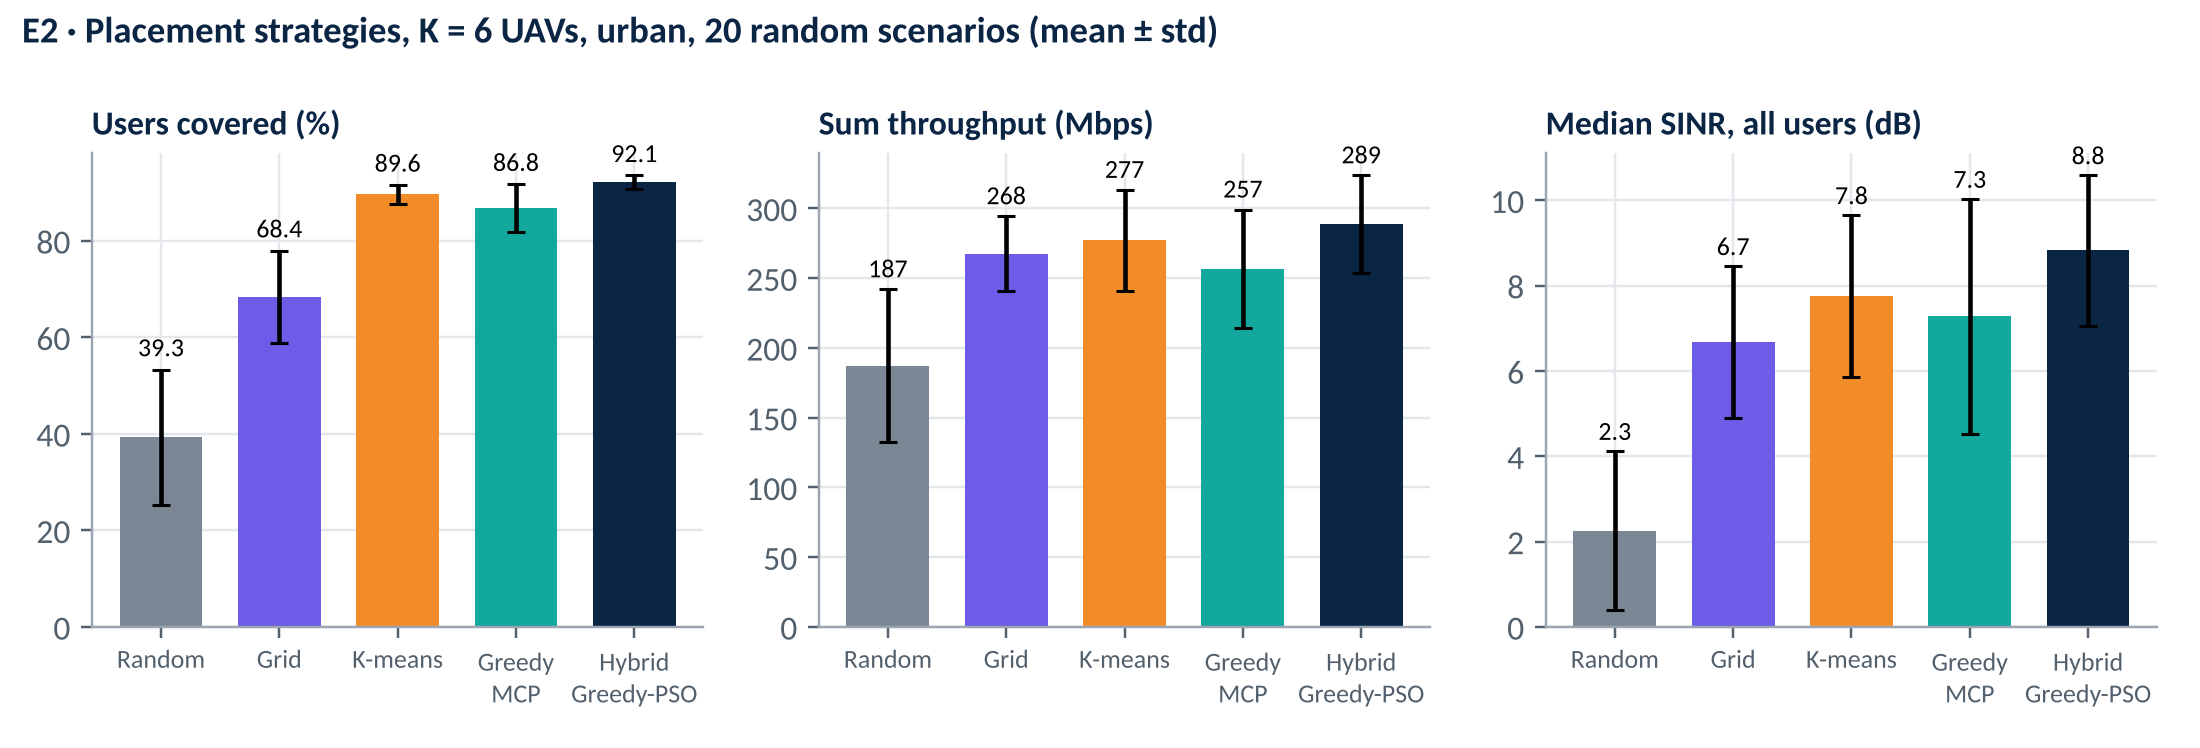 E2 · Placement strategies, K = 6 UAVs, urban, 20 random scenarios (mean ± std)
Users covered (%)
80
60
40
20
0
39.3
68.4
89.6
86.8
92.1
Random
Grid
K-means
Greedy
MCP
Hybrid
Greedy-PSO
Sum throughput (Mbps)
300
250
200
150
100
50
0
187
268
277
257
289
Random
Grid
K-means
Greedy
MCP
Hybrid
Greedy-PSO
Median SINR, all users (dB)
10
8
6
4
2
0
2.3
6.7
7.8
7.3
8.8
Random
Grid
K-means
Greedy
MCP
Hybrid
Greedy-PSO